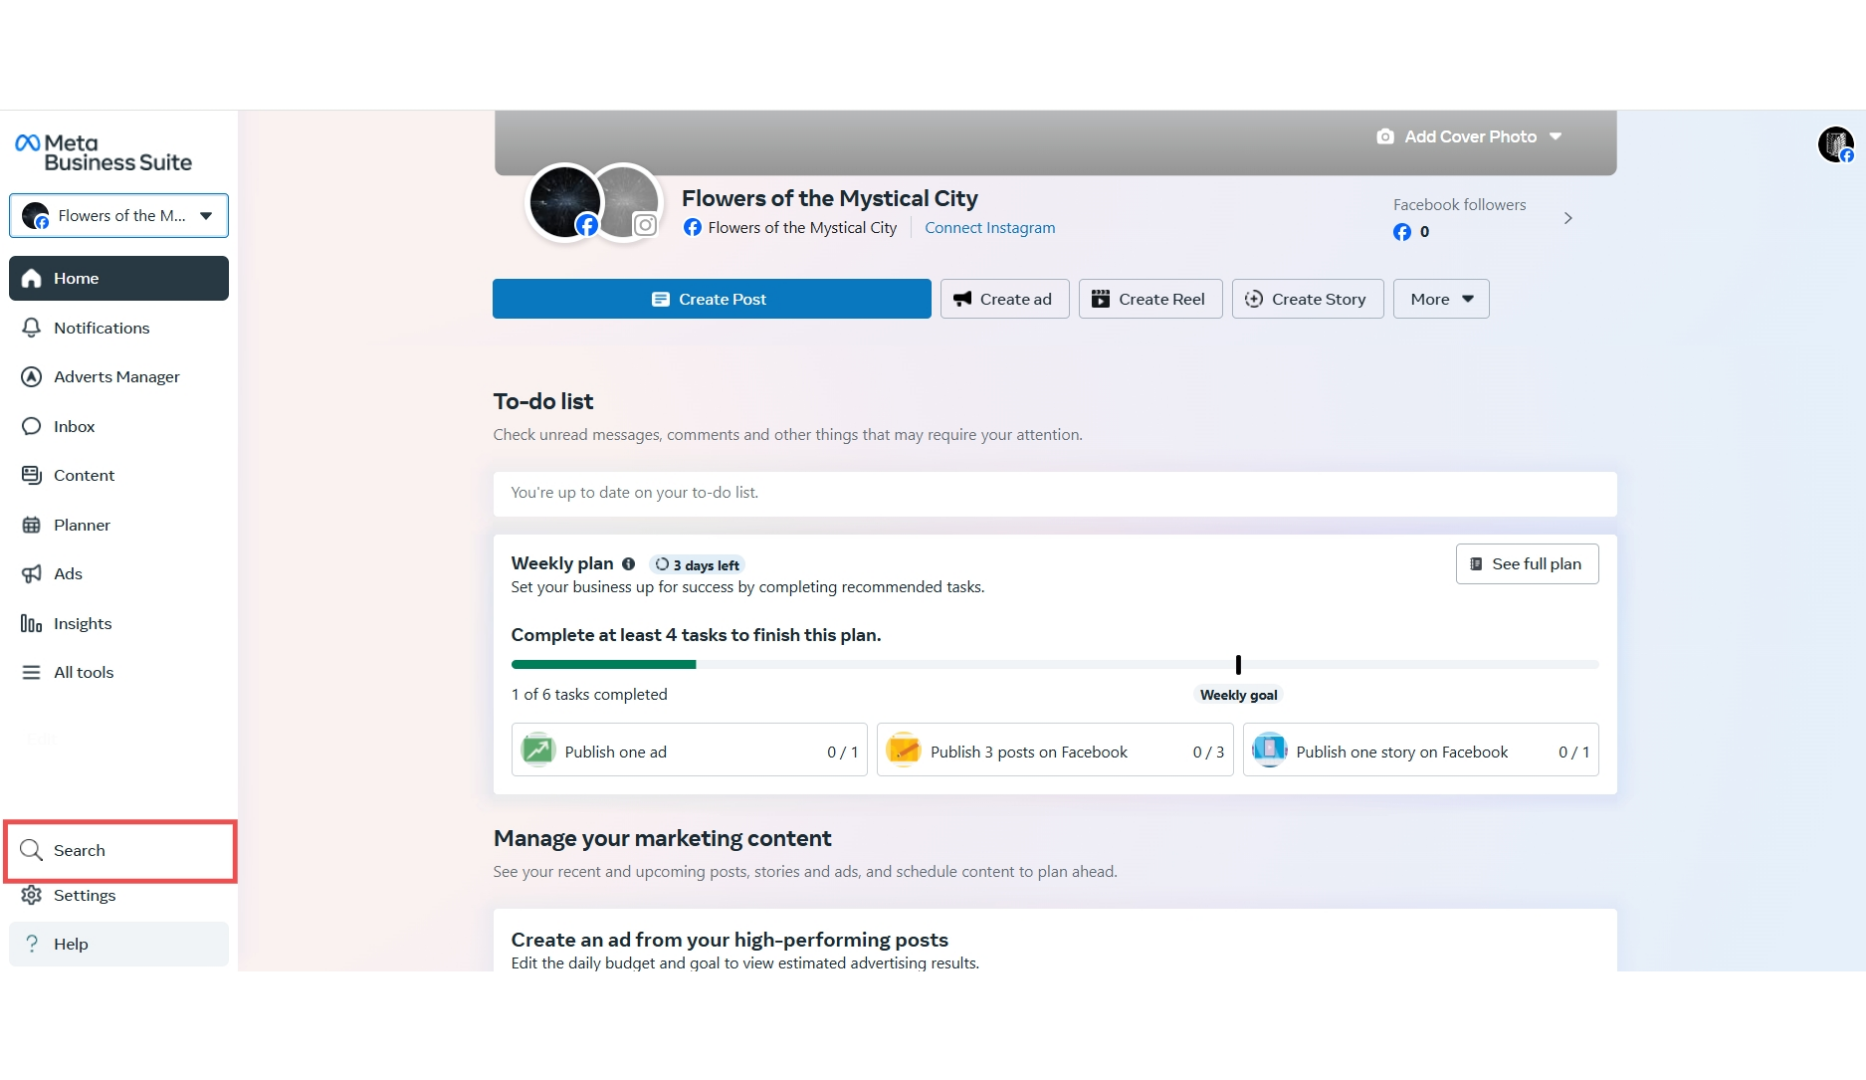 Meta
Business Suite
Flowers of the M...
Home
Notifications
Adverts Manager
Inbox
Content
Planner
Ads
Insights
All tools
Search
Settings
? Help
Add Cover Photo
Flowers of the Mystical City
Flowers of the Mystical City
Connect Instagram
Facebook followers
0
Create Post
Create ad
Create Reel
Create Story
More
To-do list
Check unread messages, comments and other things that may require your attention.
You're up to date on your to-do list.
Weekly plan
3 days left
See full plan
Set your business up for success by completing recommended tasks.
Complete at least 4 tasks to finish this plan.
1 of 6 tasks completed
Weekly goal
Publish one ad 0 / 1
Publish 3 posts on Facebook 0 / 3
Publish one story on Facebook 0 / 1
Manage your marketing content
See your recent and upcoming posts, stories and ads, and schedule content to plan ahead.
Create an ad from your high-performing posts
Edit the daily budget and goal to view estimated advertising results.